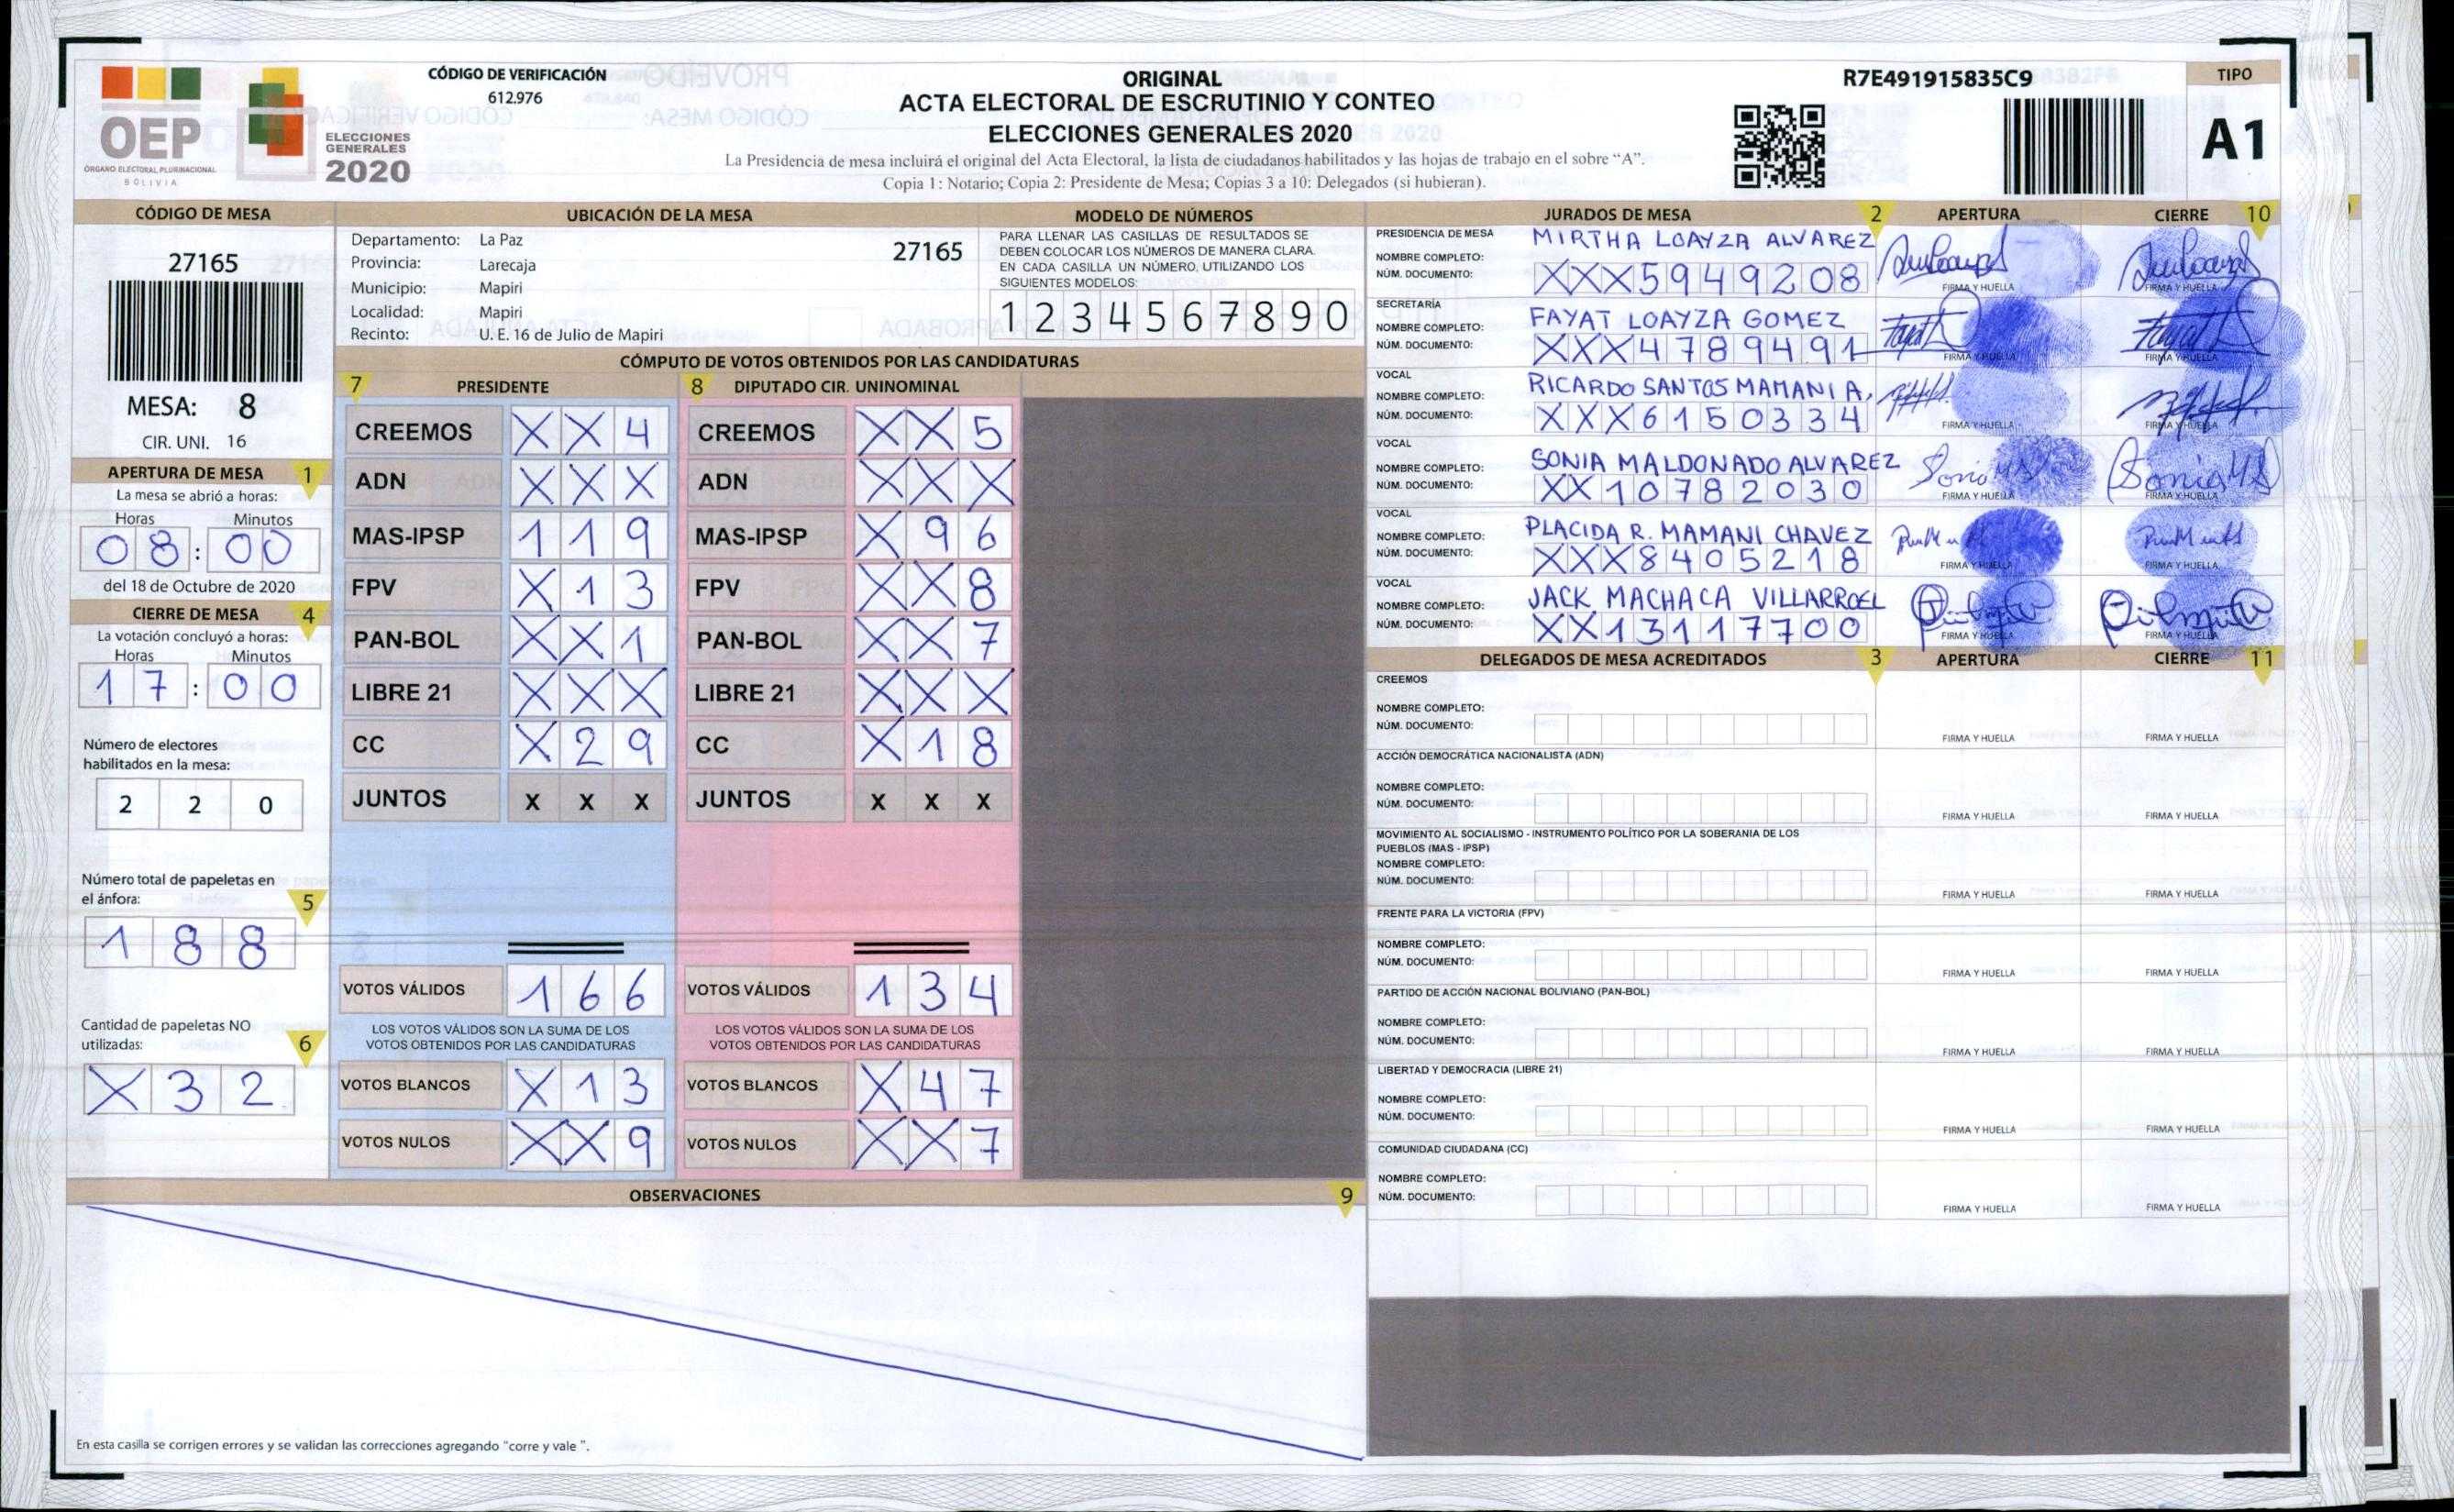 OEP
ÓRGANO ELECTORAL PLURINACIONAL
BOLIVIA
ELECCIONES
GENERALES
2020
CÓDIGO DE VERIFICACIÓN
612.976
ORIGINAL
ACTA ELECTORAL DE ESCRUTINIO Y CONTEO
ELECCIONES GENERALES 2020
La Presidencia de mesa incluirá el original del Acta Electoral, la lista de ciudadanos habilitados y las hojas de trabajo en el sobre “A”.
Copia 1: Notario; Copia 2: Presidente de Mesa; Copias 3 a 10: Delegados (si hubieran).
R7E491915835C9
TIPO
A1
CÓDIGO DE MESA
27165
MESA: 8
CIR. UNI. 16
APERTURA DE MESA 1
La mesa se abrió a horas:
Horas Minutos
08:00
del 18 de Octubre de 2020
CIERRE DE MESA 4
La votación concluyó a horas:
Horas Minutos
17:00
Número de electores
habilitados en la mesa:
2 2 0
Número total de papeletas en
el ánfora: 5
1 8 8
Cantidad de papeletas NO
utilizadas: 6
X 3 2
UBICACIÓN DE LA MESA
Departamento: La Paz 27165
Provincia: Larecaja
Municipio: Mapiri
Localidad: Mapiri
Recinto: U. E. 16 de Julio de Mapiri
MODELO DE NÚMEROS
PARA LLENAR LAS CASILLAS DE RESULTADOS SE
DEBEN COLOCAR LOS NÚMEROS DE MANERA CLARA.
EN CADA CASILLA UN NÚMERO, UTILIZANDO LOS
SIGUIENTES MODELOS:
1 2 3 4 5 6 7 8 9 0
CÓMPUTO DE VOTOS OBTENIDOS POR LAS CANDIDATURAS
7 PRESIDENTE 8 DIPUTADO CIR. UNINOMINAL
CREEMOS X X 4 CREEMOS X X 5
ADN X X X ADN X X X
MAS-IPSP 1 1 9 MAS-IPSP X 9 6
FPV X 1 3 FPV X X 8
PAN-BOL X X 1 PAN-BOL X X 7
LIBRE 21 X X X LIBRE 21 X X X
CC X 2 9 CC X 1 8
JUNTOS X X X JUNTOS X X X
VOTOS VÁLIDOS 1 6 6 VOTOS VÁLIDOS 1 3 4
LOS VOTOS VÁLIDOS SON LA SUMA DE LOS LOS VOTOS VÁLIDOS SON LA SUMA DE LOS
VOTOS OBTENIDOS POR LAS CANDIDATURAS VOTOS OBTENIDOS POR LAS CANDIDATURAS
VOTOS BLANCOS X 1 3 VOTOS BLANCOS X 4 7
VOTOS NULOS X X 9 VOTOS NULOS X X 7
OBSERVACIONES 9
En esta casilla se corrigen errores y se validan las correcciones agregando “corre y vale ”.
JURADOS DE MESA 2 APERTURA CIERRE 10
PRESIDENCIA DE MESA
NOMBRE COMPLETO: MIRTHA LOAYZA ALVAREZ
NÚM. DOCUMENTO: XXX5949208 FIRMA Y HUELLA FIRMA Y HUELLA
SECRETARÍA
NOMBRE COMPLETO: FAYAT LOAYZA GOMEZ
NÚM. DOCUMENTO: XXX4789491 FIRMA Y HUELLA FIRMA Y HUELLA
VOCAL
NOMBRE COMPLETO: RICARDO SANTOS MAMANI A.
NÚM. DOCUMENTO: XXX6150334 FIRMA Y HUELLA FIRMA Y HUELLA
VOCAL
NOMBRE COMPLETO: SONIA MALDONADO ALVAREZ
NÚM. DOCUMENTO: XX10782030 FIRMA Y HUELLA FIRMA Y HUELLA
VOCAL
NOMBRE COMPLETO: PLACIDA R. MAMANI CHAVEZ
NÚM. DOCUMENTO: XXX8405218 FIRMA Y HUELLA FIRMA Y HUELLA
VOCAL
NOMBRE COMPLETO: JACK MACHACA VILLARROEL
NÚM. DOCUMENTO: XX13117700 FIRMA Y HUELLA FIRMA Y HUELLA
DELEGADOS DE MESA ACREDITADOS 3 APERTURA CIERRE 11
CREEMOS
NOMBRE COMPLETO:
NÚM. DOCUMENTO: FIRMA Y HUELLA FIRMA Y HUELLA
ACCIÓN DEMOCRÁTICA NACIONALISTA (ADN)
NOMBRE COMPLETO:
NÚM. DOCUMENTO: FIRMA Y HUELLA FIRMA Y HUELLA
MOVIMIENTO AL SOCIALISMO - INSTRUMENTO POLÍTICO POR LA SOBERANIA DE LOS
PUEBLOS (MAS - IPSP)
NOMBRE COMPLETO:
NÚM. DOCUMENTO: FIRMA Y HUELLA FIRMA Y HUELLA
FRENTE PARA LA VICTORIA (FPV)
NOMBRE COMPLETO:
NÚM. DOCUMENTO: FIRMA Y HUELLA FIRMA Y HUELLA
PARTIDO DE ACCIÓN NACIONAL BOLIVIANO (PAN-BOL)
NOMBRE COMPLETO:
NÚM. DOCUMENTO: FIRMA Y HUELLA FIRMA Y HUELLA
LIBERTAD Y DEMOCRACIA (LIBRE 21)
NOMBRE COMPLETO:
NÚM. DOCUMENTO: FIRMA Y HUELLA FIRMA Y HUELLA
COMUNIDAD CIUDADANA (CC)
NOMBRE COMPLETO:
NÚM. DOCUMENTO: FIRMA Y HUELLA FIRMA Y HUELLA